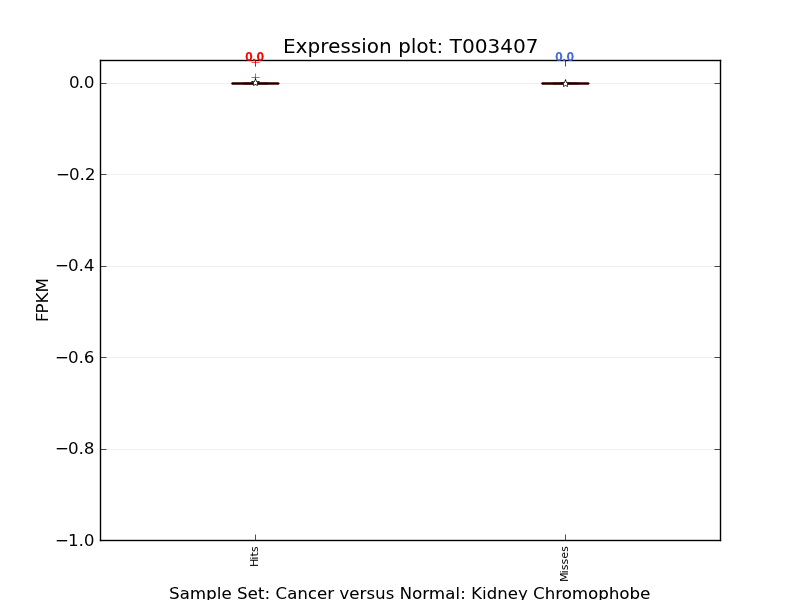 Expression plot: T003407
0.0
0.0
0.0
−0.2
−0.4
−0.6
−0.8
−1.0
FPKM
Hits
Misses
Sample Set: Cancer versus Normal: Kidney Chromophobe